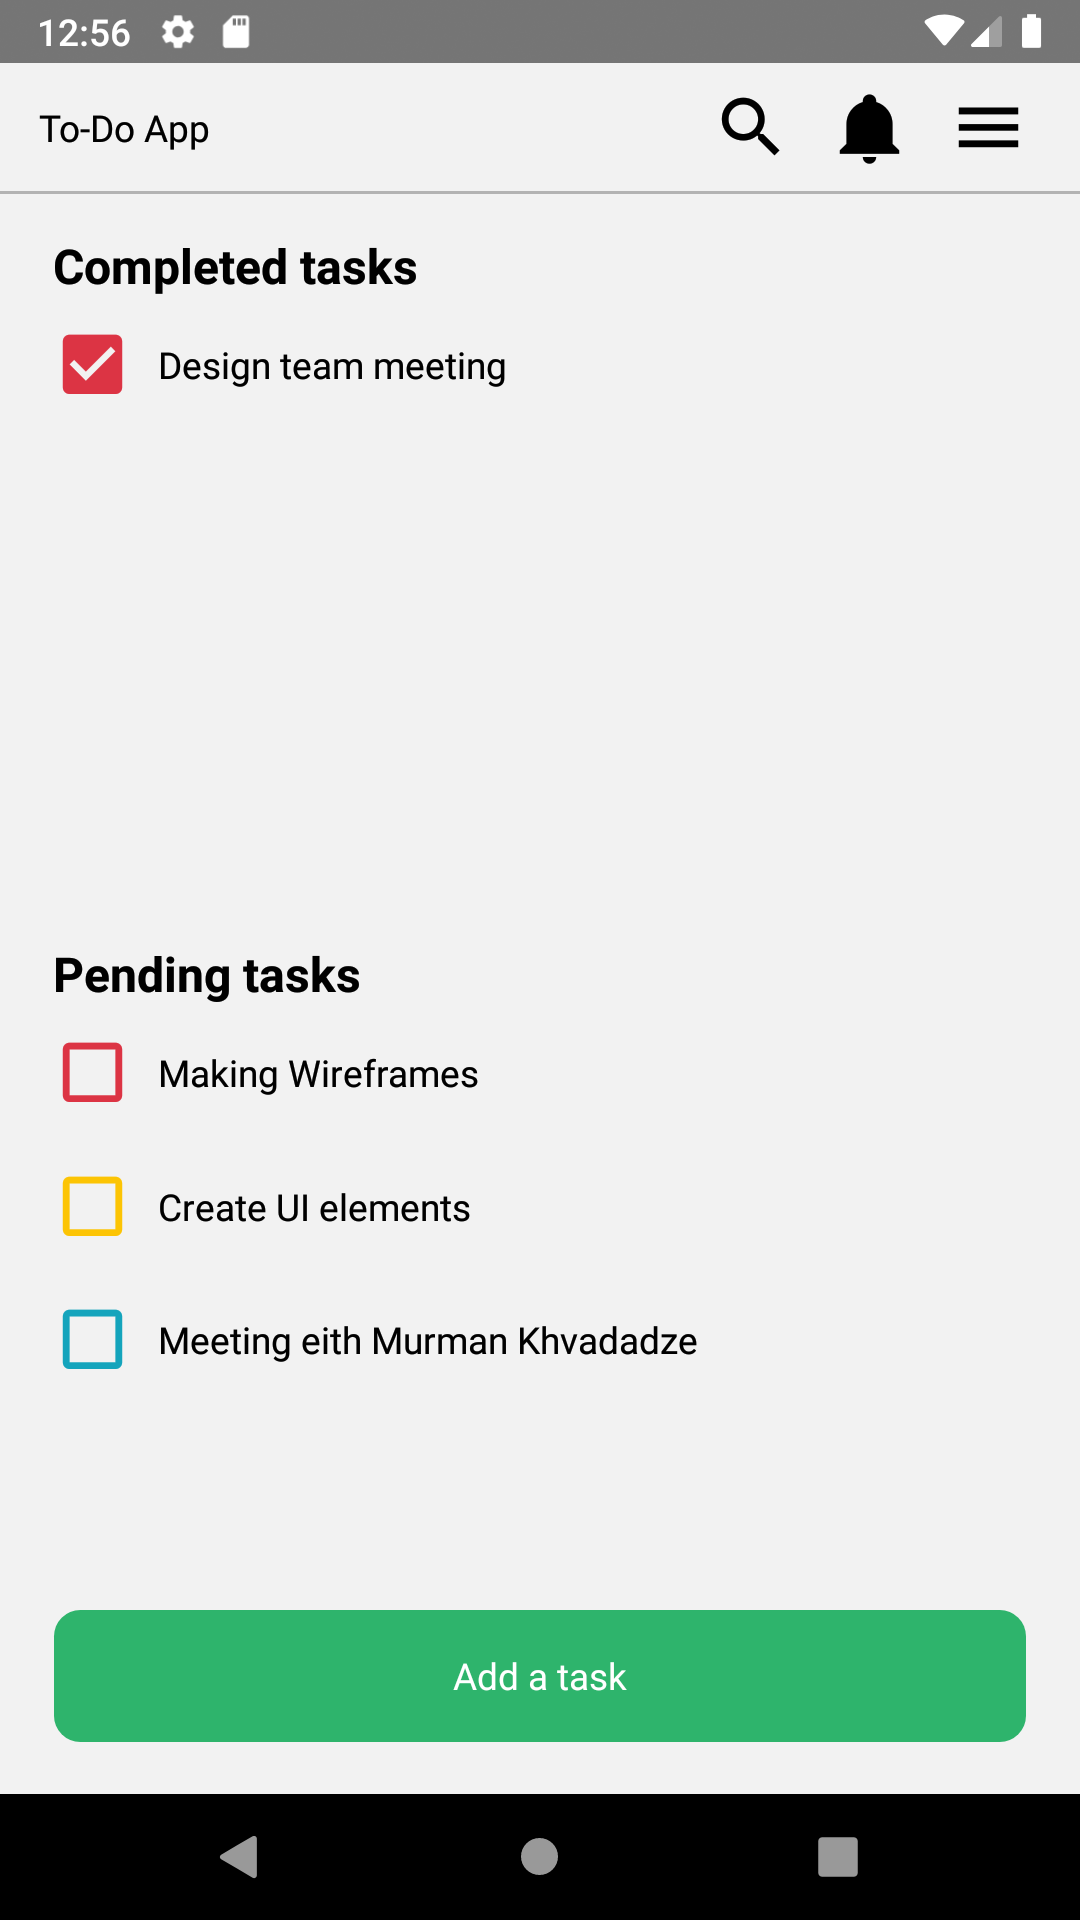 12:56
To-Do App
Completed tasks
Design team meeting
Pending tasks
Making Wireframes
Create UI elements
Meeting eith Murman Khvadadze
Add a task